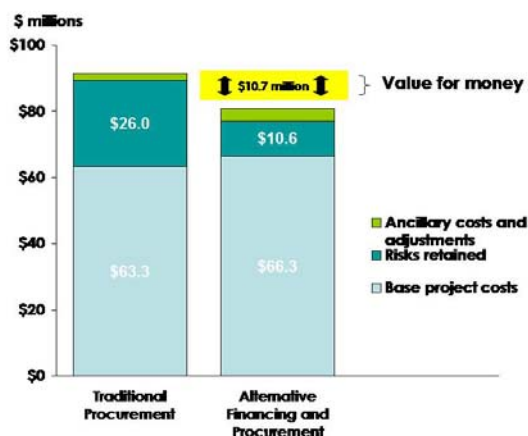 $ millions
$100
$80
$60
$40
$20
$0
$10.7 million
Value for money
$26.0
$10.6
$63.3
$66.3
Ancillary costs and
adjustments
Risks retained
Base project costs
Traditional
Procurement
Alternative
Financing and
Procurement